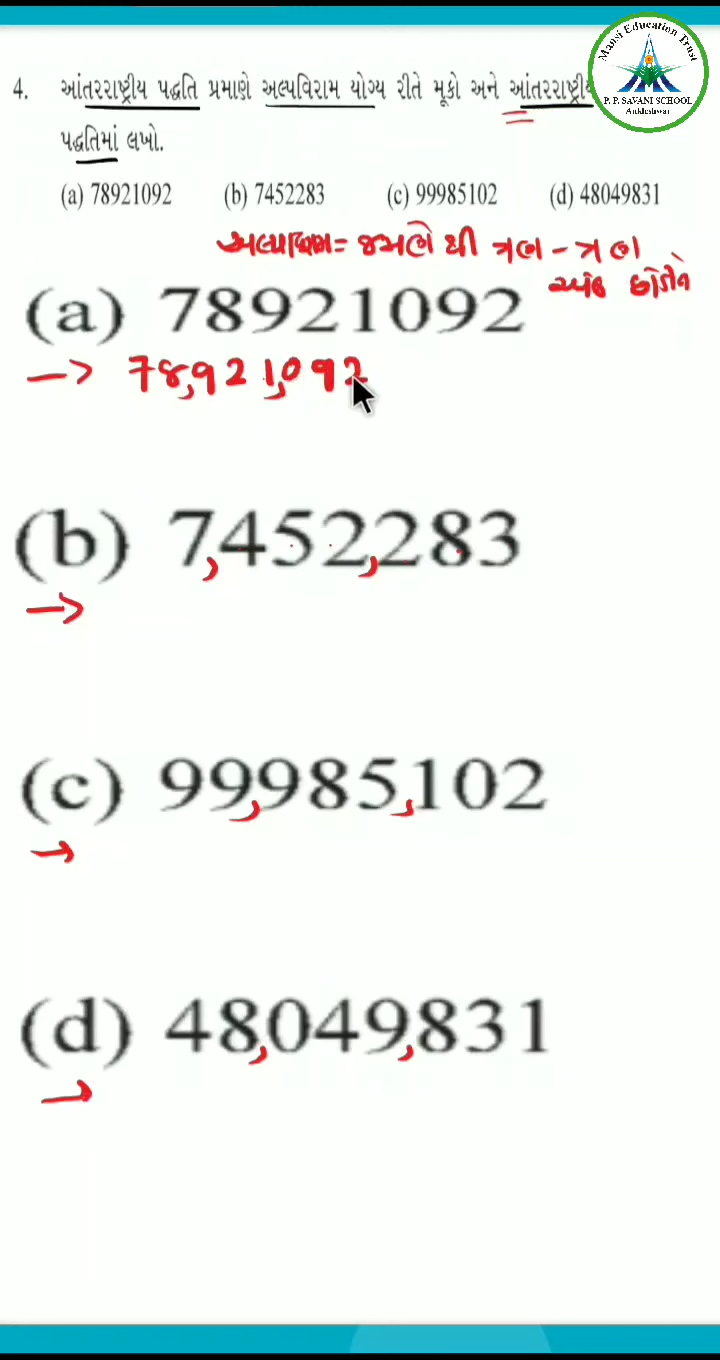 Mansi Education Trust
P. P. SAVANI SCHOOL
Ankleshwar
4. આંતરરાષ્ટ્રીય પદ્ધતિ પ્રમાણે અલ્પવિરામ યોગ્ય રીતે મૂકો અને આંતરરાષ્ટ્રીય
પદ્ધતિમાં લખો.
(a) 78921092 (b) 7452283 (c) 99985102 (d) 48049831
અલ્પવિરામ = જમણે થી ત્રણ - ત્રણ
અંક છોડીને
(a) 78921092
→ 78,921,092
(b) 7,452,283
→
(c) 99,985,102
→
(d) 48,049,831
→